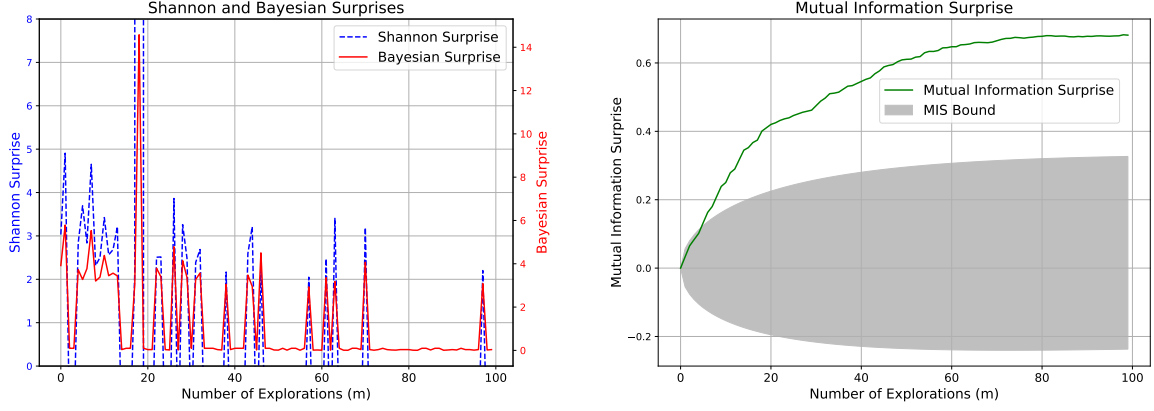 Shannon and Bayesian Surprises
8
7
6
5
4
3
2
1
0
Shannon Surprise
14
12
10
8
6
4
2
0
Bayesian Surprise
Shannon Surprise
Bayesian Surprise
0 20 40 60 80 100
Number of Explorations (m)
Mutual Information Surprise
0.6
0.4
0.2
0.0
−0.2
Mutual Information Surprise
Mutual Information Surprise
MIS Bound
0 20 40 60 80 100
Number of Explorations (m)